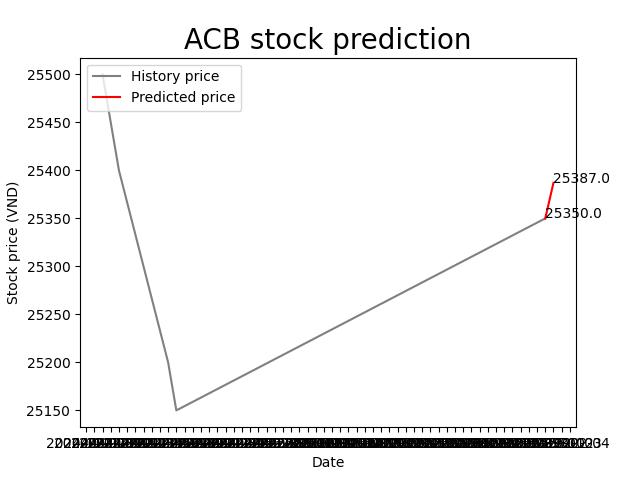 ACB stock prediction
History price
Predicted price
25500
25450
25400
25350
25300
25250
25200
25150
25387.0
25350.0
Stock price (VND)
Date